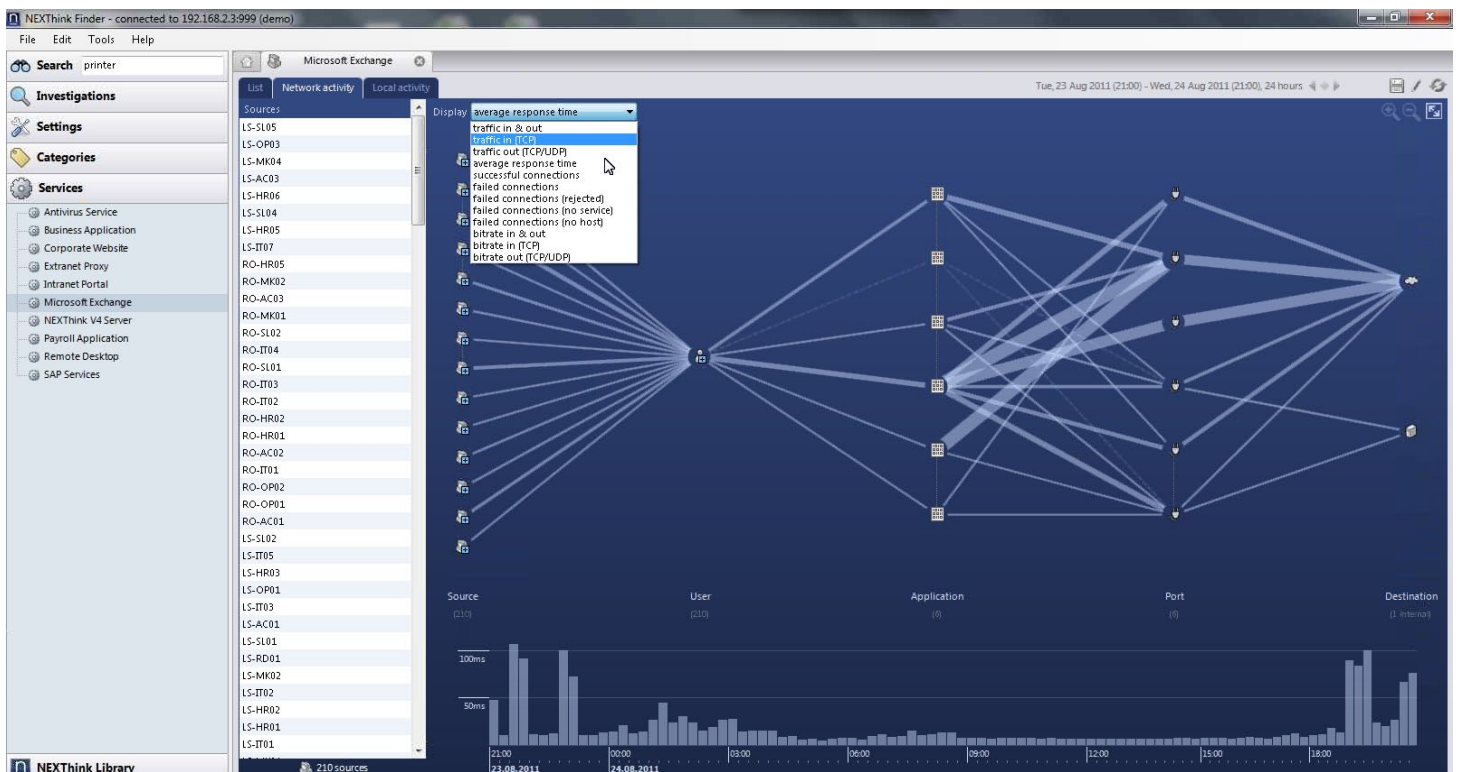 NEXThink Finder - connected to 192.168.2.3:999 (demo)
File Edit Tools Help
Search printer
Investigations
Settings
Categories
Services
Antivirus Service
Business Application
Corporate Website
Extranet Proxy
Intranet Portal
Microsoft Exchange
NEXThink V4 Server
Payroll Application
Remote Desktop
SAP Services
NEXThink Library
Microsoft Exchange
List Network activity Local activity
Tue, 23 Aug 2011 (21:00) - Wed, 24 Aug 2011 (21:00), 24 hours
Sources
LS-SL05
LS-OP03
LS-MK04
LS-AC03
LS-HR06
LS-SL04
LS-HR05
LS-IT07
RO-HR05
RO-MK02
RO-AC03
RO-MK01
RO-SL02
RO-IT04
RO-SL01
RO-IT03
RO-IT02
RO-HR02
RO-HR01
RO-AC02
RO-IT01
RO-OP02
RO-OP01
RO-AC01
LS-SL02
LS-IT05
LS-HR03
LS-OP01
LS-IT03
LS-AC01
LS-SL01
LS-RD01
LS-MK02
LS-IT02
LS-HR02
LS-HR01
LS-IT01
210 sources
Display average response time
traffic in & out
traffic in (TCP)
traffic out (TCP/UDP)
average response time
successful connections
failed connections
failed connections (rejected)
failed connections (no service)
failed connections (no host)
bitrate in & out
bitrate in (TCP)
bitrate out (TCP/UDP)
Source User Application Port Destination
(210) (210) (6) (6) (1 internal)
100ms
50ms
21:00 00:00 03:00 06:00 09:00 12:00 15:00 18:00
23.08.2011 24.08.2011